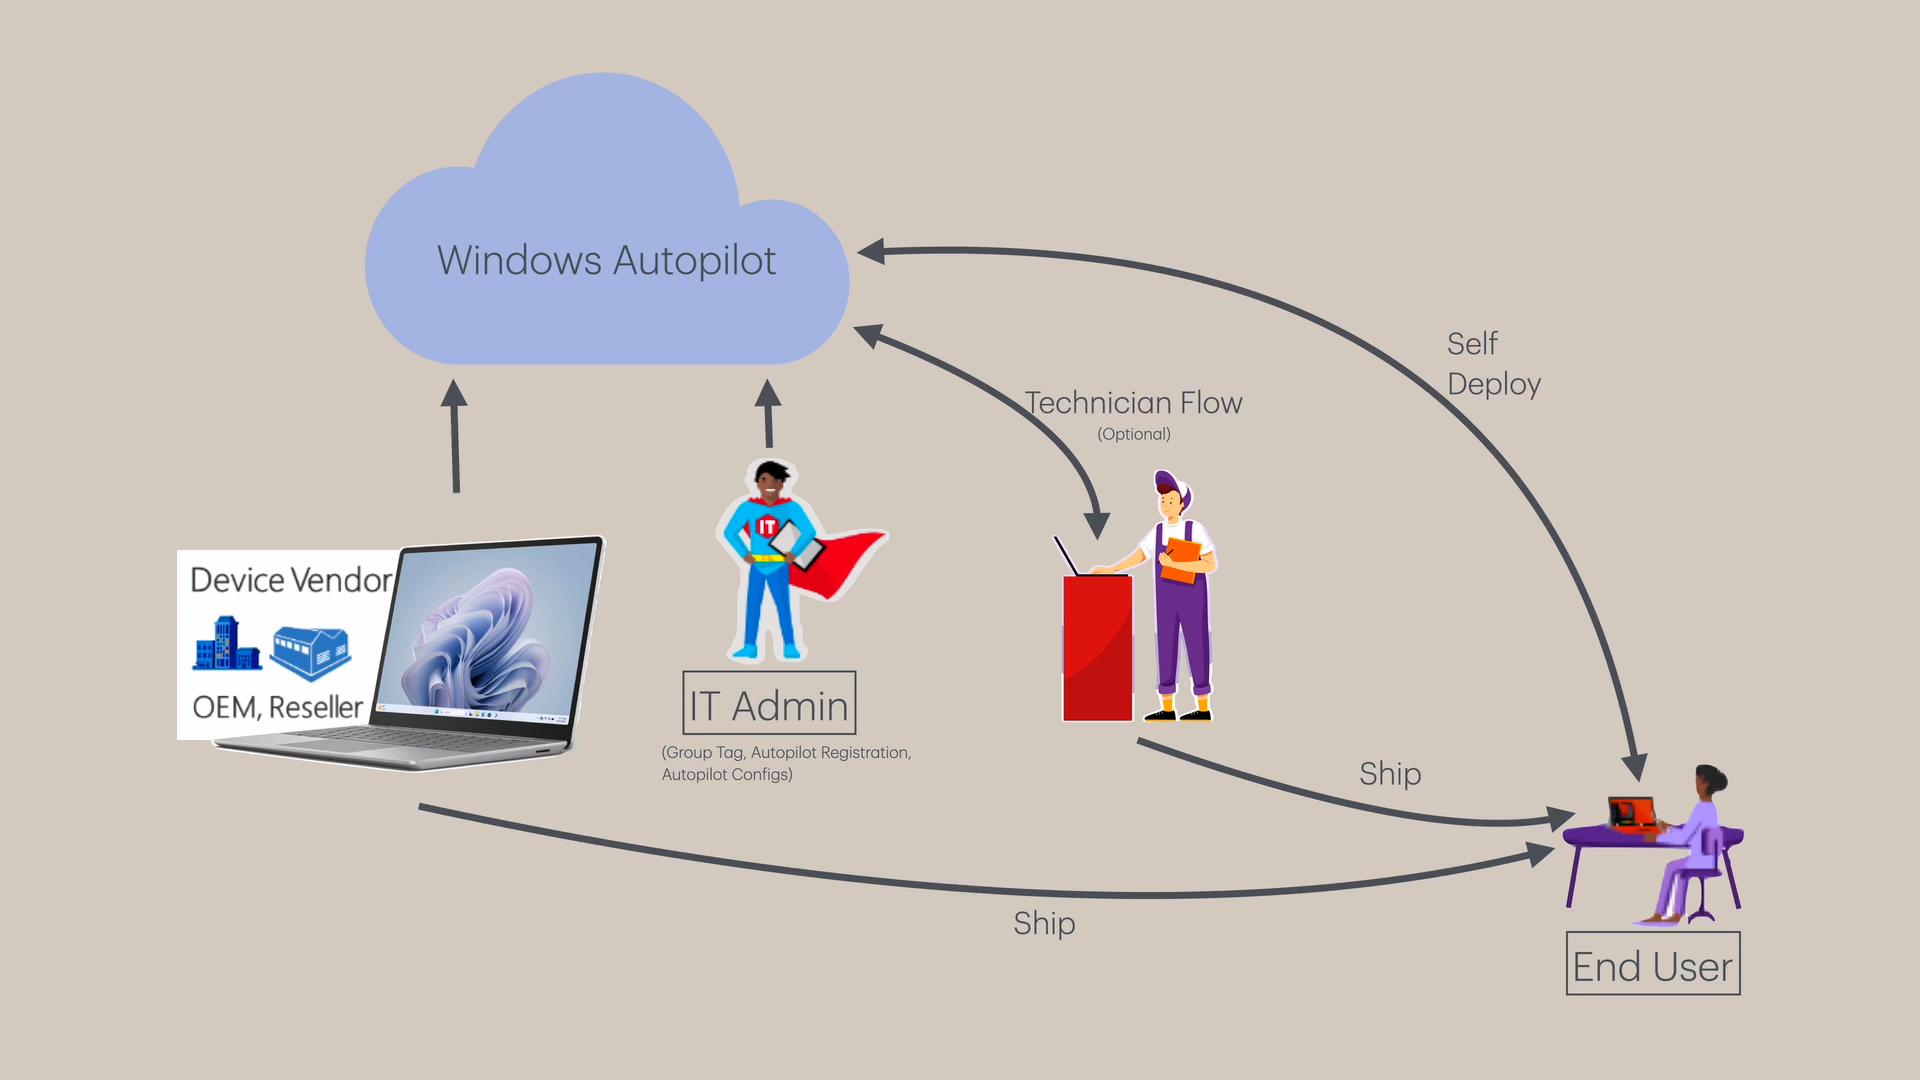 Windows Autopilot
Self
Deploy
Technician Flow
(Optional)
IT
Device Vendor
OEM, Reseller
IT Admin
(Group Tag, Autopilot Registration,
Autopilot Configs)
Ship
Ship
End User